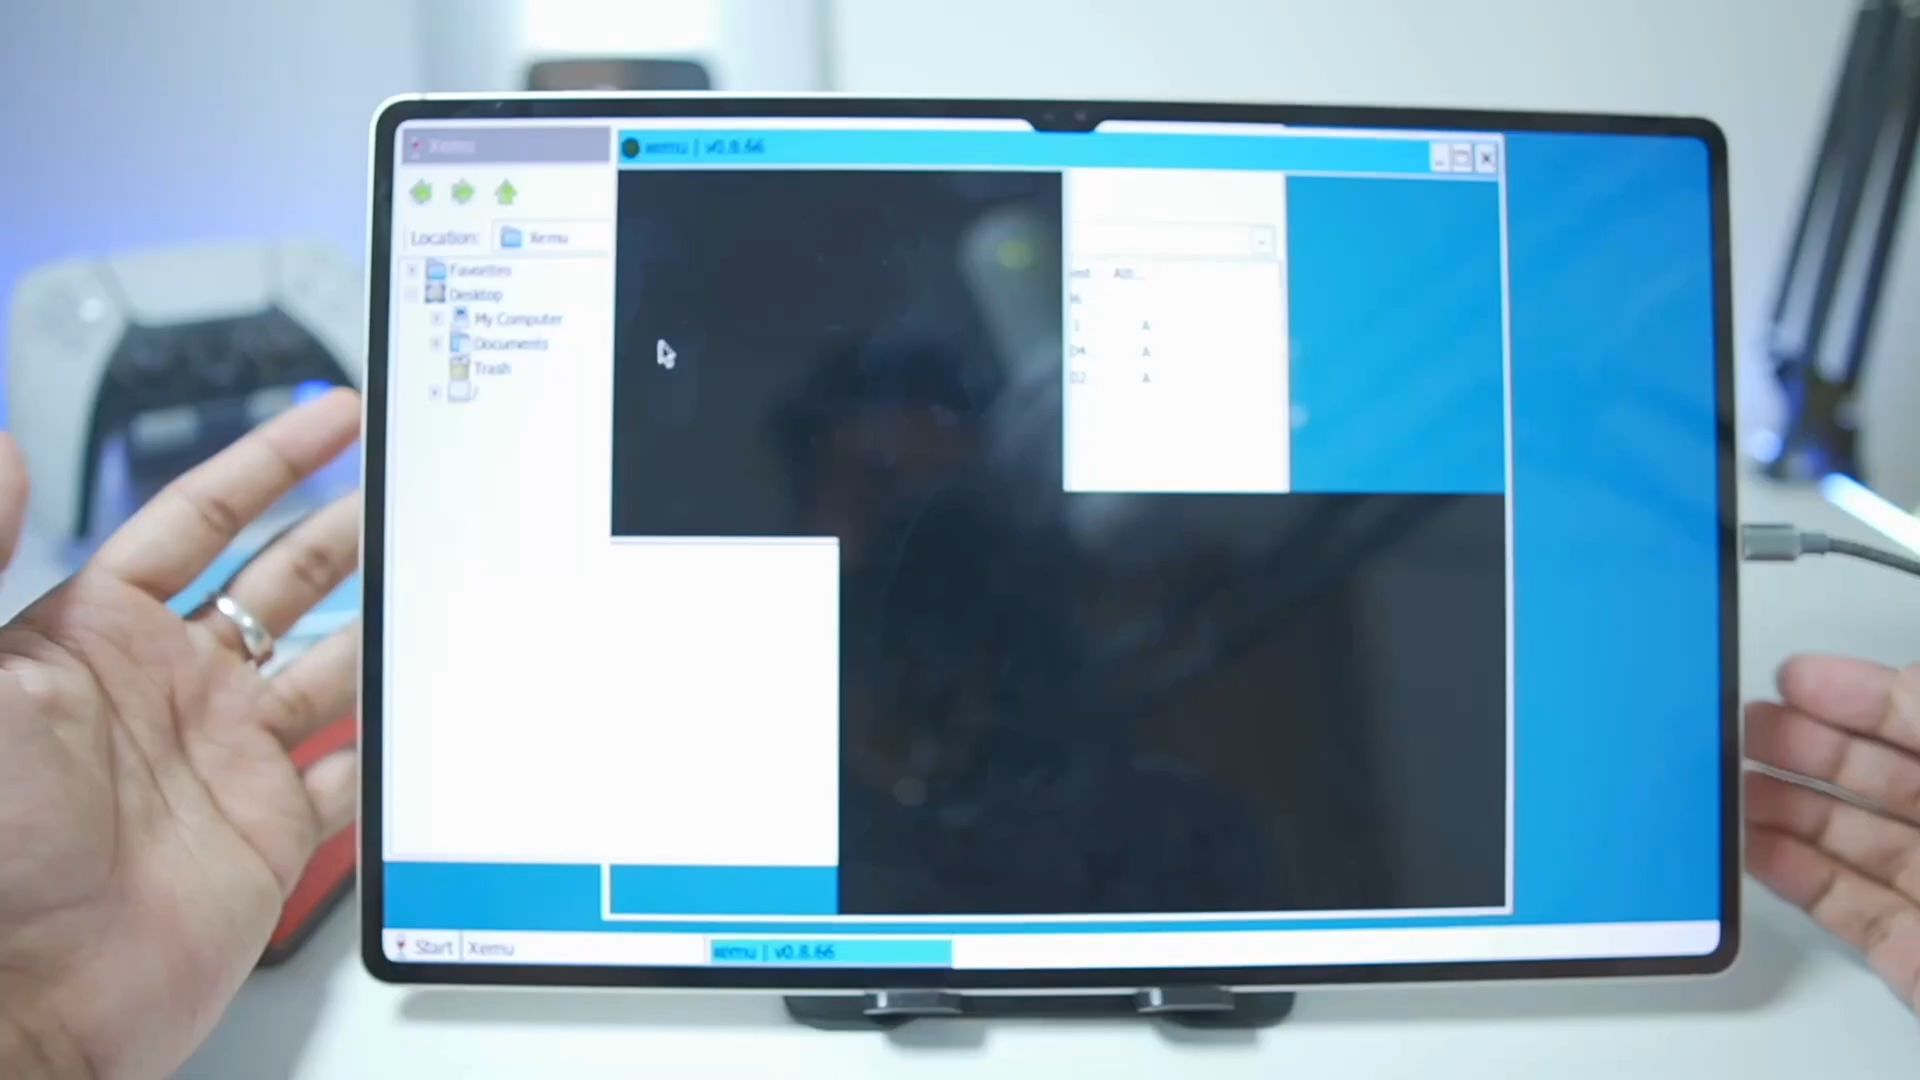 Xemu
xemu | v0.8.66
Location:
Xemu
Favorites
Desktop
My Computer
Documents
Trash
/
Att...
A
A
A
Start
Xemu
xemu | v0.8.66